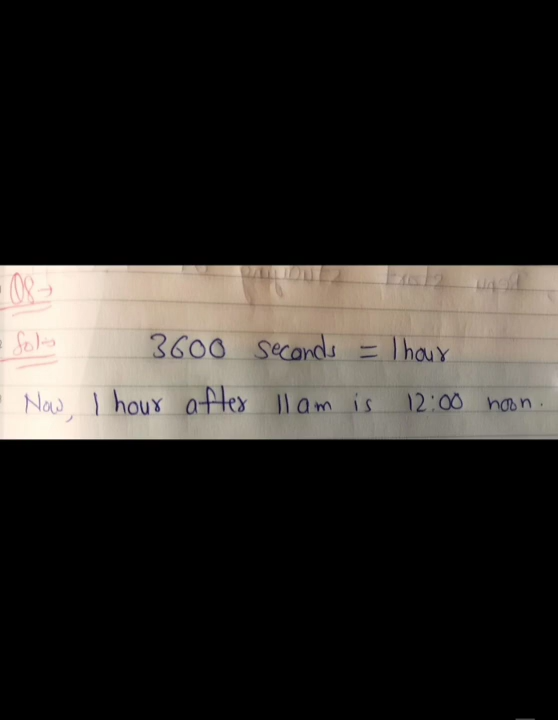 Q8→
Sol→ 3600 seconds = 1 hour
Now, 1 hour after 11 am is 12:00 noon.